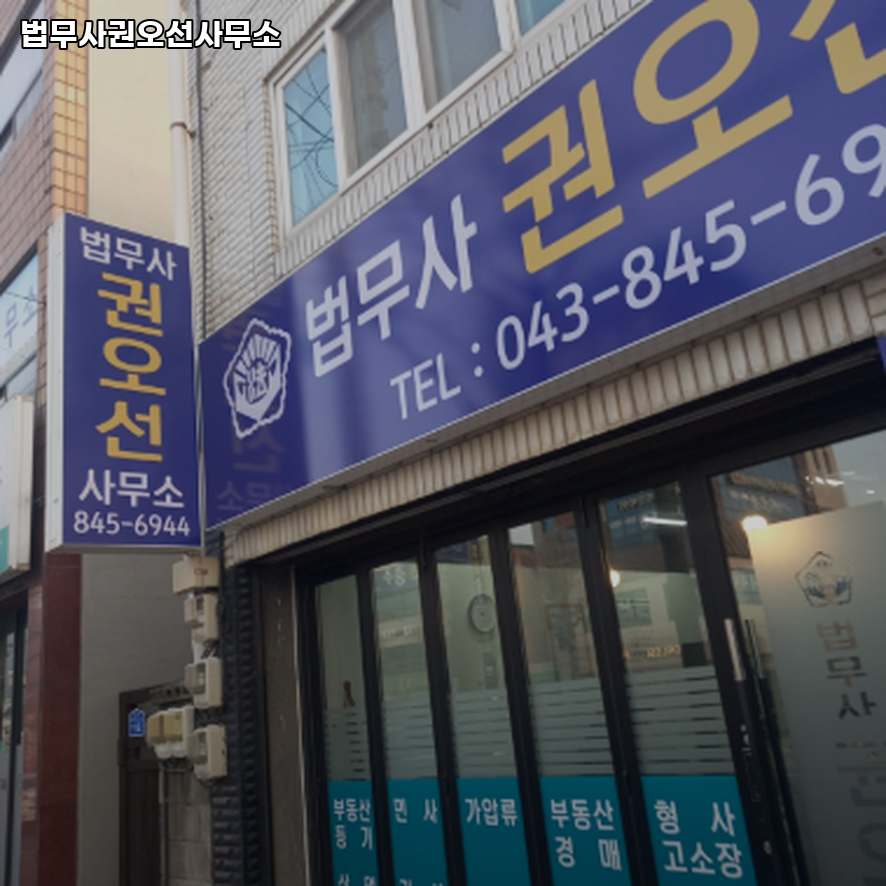 법무사권오선사무소
법무사
권오선
사무소
845-6944
법무사 권오선
TEL : 043-845-69
부동산
등기
민사
가압류
부동산
경매
형사
고소장
법무사